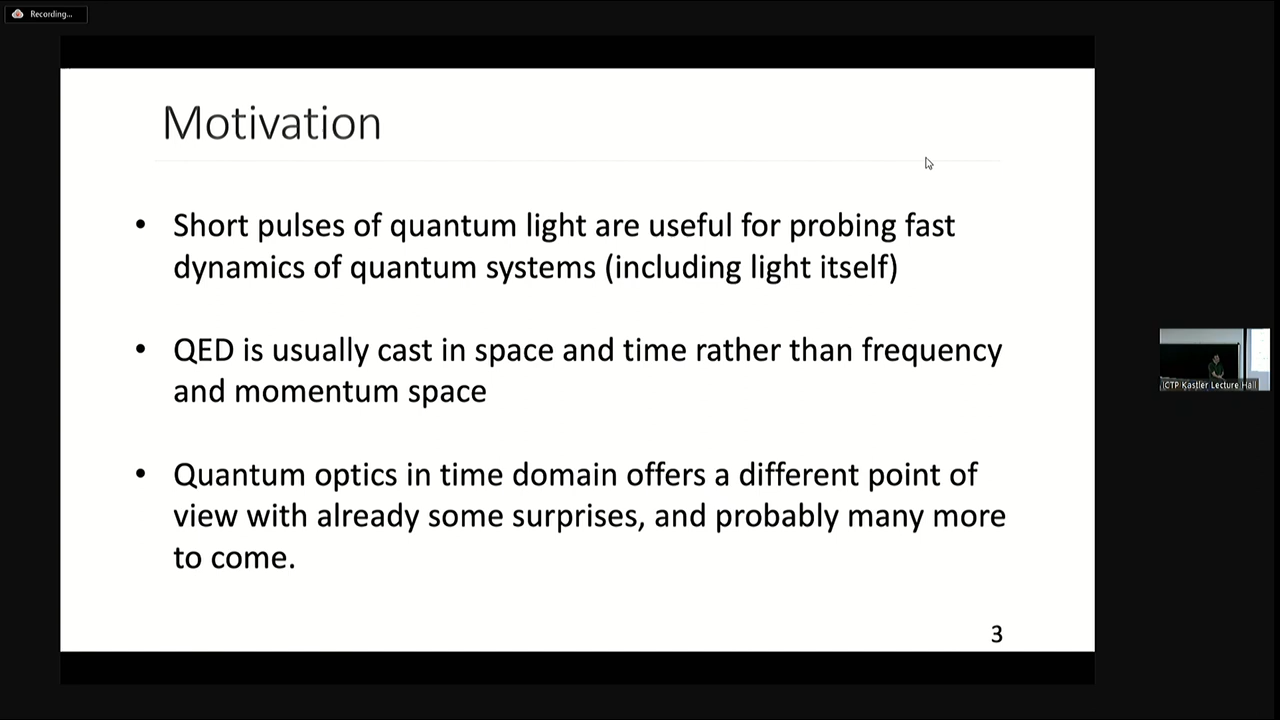 Recording...
Motivation
• Short pulses of quantum light are useful for probing fast
dynamics of quantum systems (including light itself)
• QED is usually cast in space and time rather than frequency
and momentum space
• Quantum optics in time domain offers a different point of
view with already some surprises, and probably many more
to come.
3
ICTP Kastler Lecture Hall